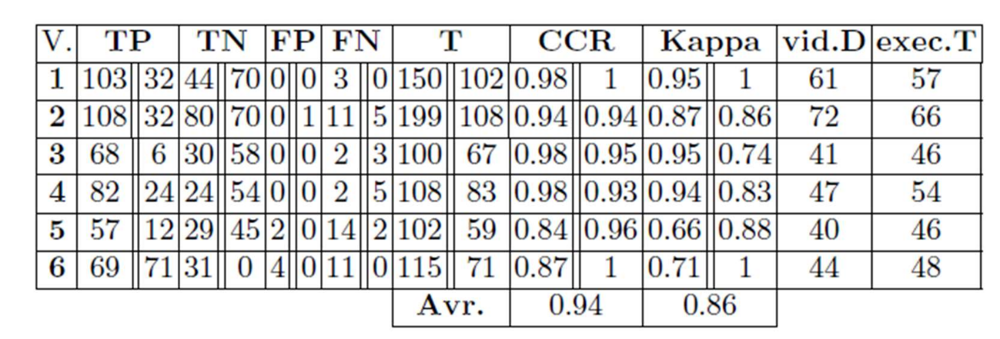 V. TP TN FP FN T CCR Kappa vid.D exec.T
1 103 32 44 70 0 0 3 0 150 102 0.98 1 0.95 1 61 57
2 108 32 80 70 0 1 11 5 199 108 0.94 0.94 0.87 0.86 72 66
3 68 6 30 58 0 0 2 3 100 67 0.98 0.95 0.95 0.74 41 46
4 82 24 24 54 0 0 2 5 108 83 0.98 0.93 0.94 0.83 47 54
5 57 12 29 45 2 0 14 2 102 59 0.84 0.96 0.66 0.88 40 46
6 69 71 31 0 4 0 11 0 115 71 0.87 1 0.71 1 44 48
Avr. 0.94 0.86